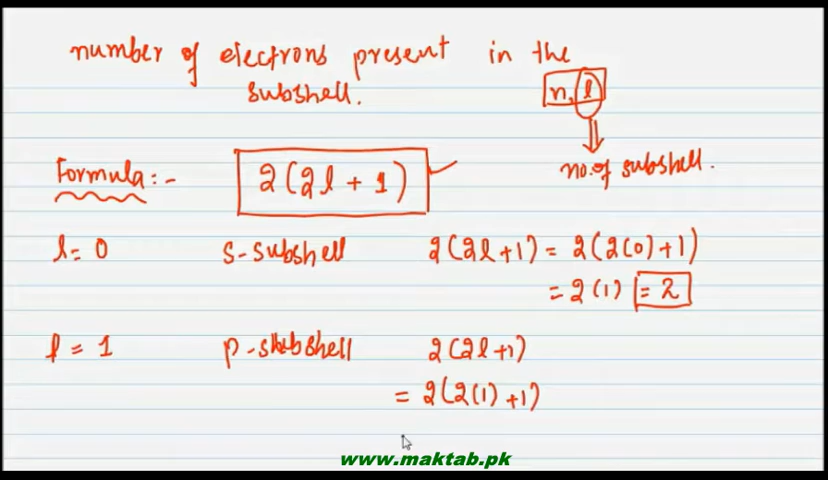 number of electrons present in the
subshell.
n, l
no. of subshell.
Formula:- 2(2l + 1)
l = 0 s-subshell 2(2l+1) = 2(2(0)+1)
= 2(1) = 2
l = 1 p-subshell 2(2l+1)
= 2(2(1)+1)
www.maktab.pk